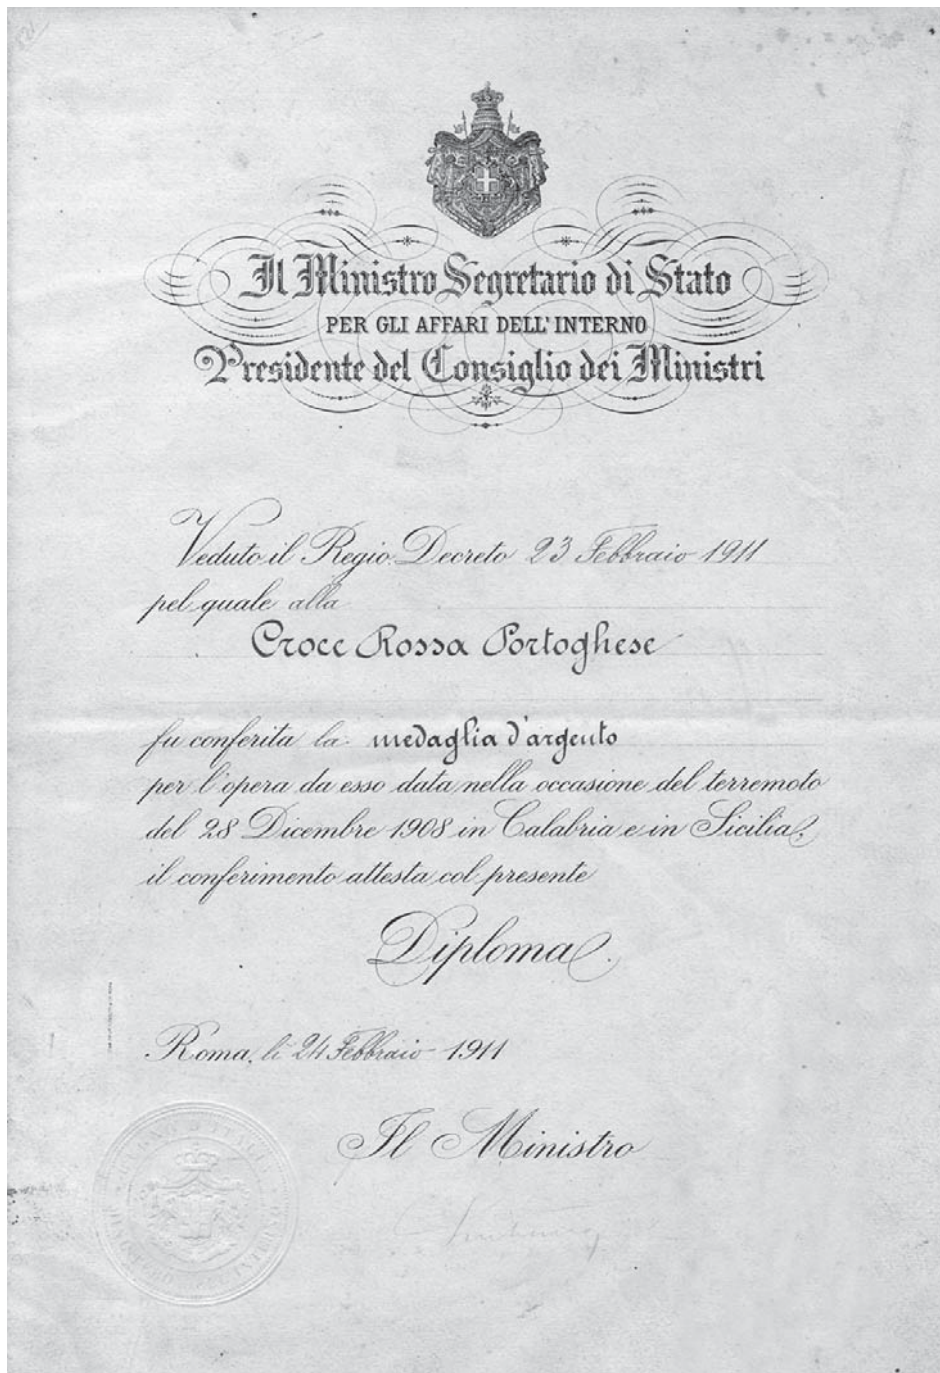 Il Ministro Segretario di Stato
PER GLI AFFARI DELL'INTERNO
Presidente del Consiglio dei Ministri
Veduto il Regio Decreto 23 Febbraio 1911
pel quale alla
Croce Rossa Portoghese
fu conferita la medaglia d'argento
per l'opera da esso data nella occasione del terremoto
del 28 Dicembre 1908 in Calabria e in Sicilia,
il conferimento attesta col presente
Diploma.
Roma, li 24 Febbraio 1911
Il Ministro